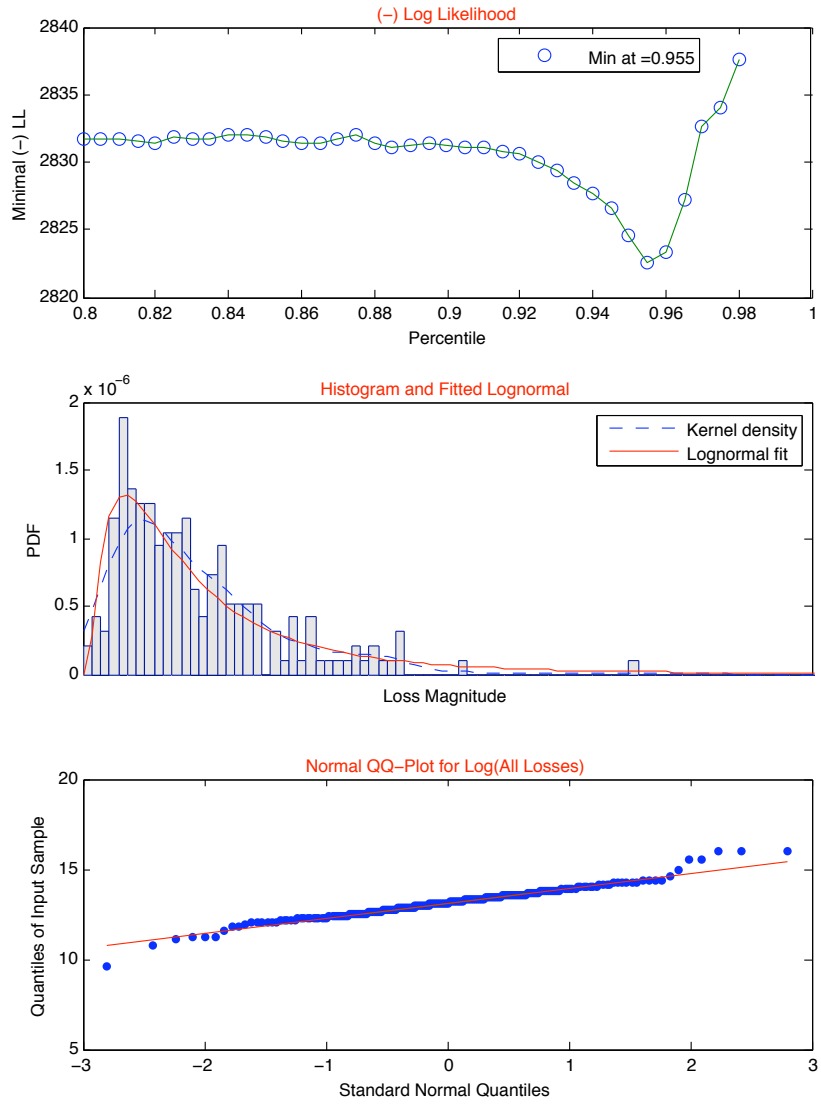 (−) Log Likelihood
2840
2835
2830
2825
2820
Minimal (−) LL
Min at =0.955
0.8 0.82 0.84 0.86 0.88 0.9 0.92 0.94 0.96 0.98 1
Percentile
x 10−6
Histogram and Fitted Lognormal
2
1.5
1
0.5
0
PDF
Kernel density
Lognormal fit
Loss Magnitude
Normal QQ−Plot for Log(All Losses)
20
15
10
5
Quantiles of Input Sample
−3 −2 −1 0 1 2 3
Standard Normal Quantiles